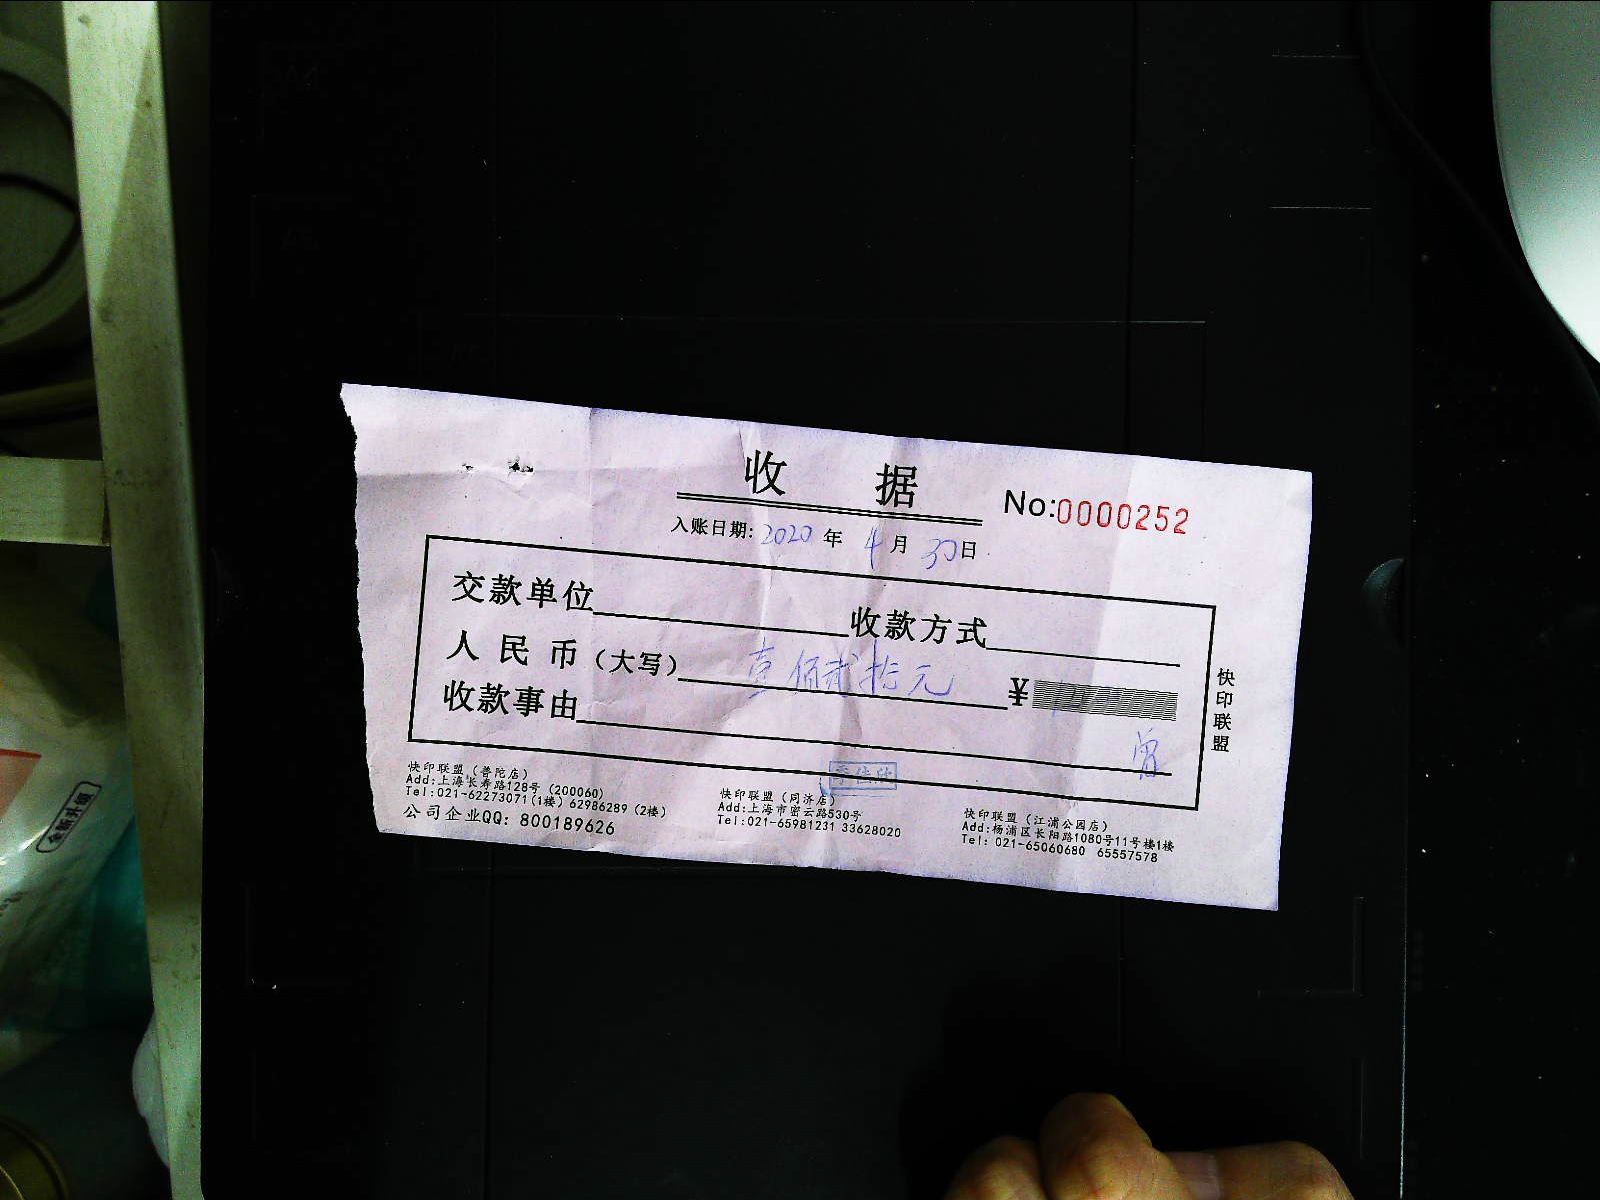 收 据
No:0000252
入账日期: 2020 年 4 月 30 日
交款单位 收款方式
人民币(大写) 壹佰贰拾元 ¥
收款事由
曾
快印联盟
快印联盟(普陀店)
Add:上海长寿路128号 (200060)
Tel:021-62273071(1楼) 62986289 (2楼)
公司企业QQ: 800189626
快印联盟(同济店)
Add:上海市密云路530号
Tel:021-65981231 33628020
快印联盟(江浦公园店)
Add:杨浦区长阳路1080号11号楼1楼
Tel: 021-65060680 65557578
全新升级